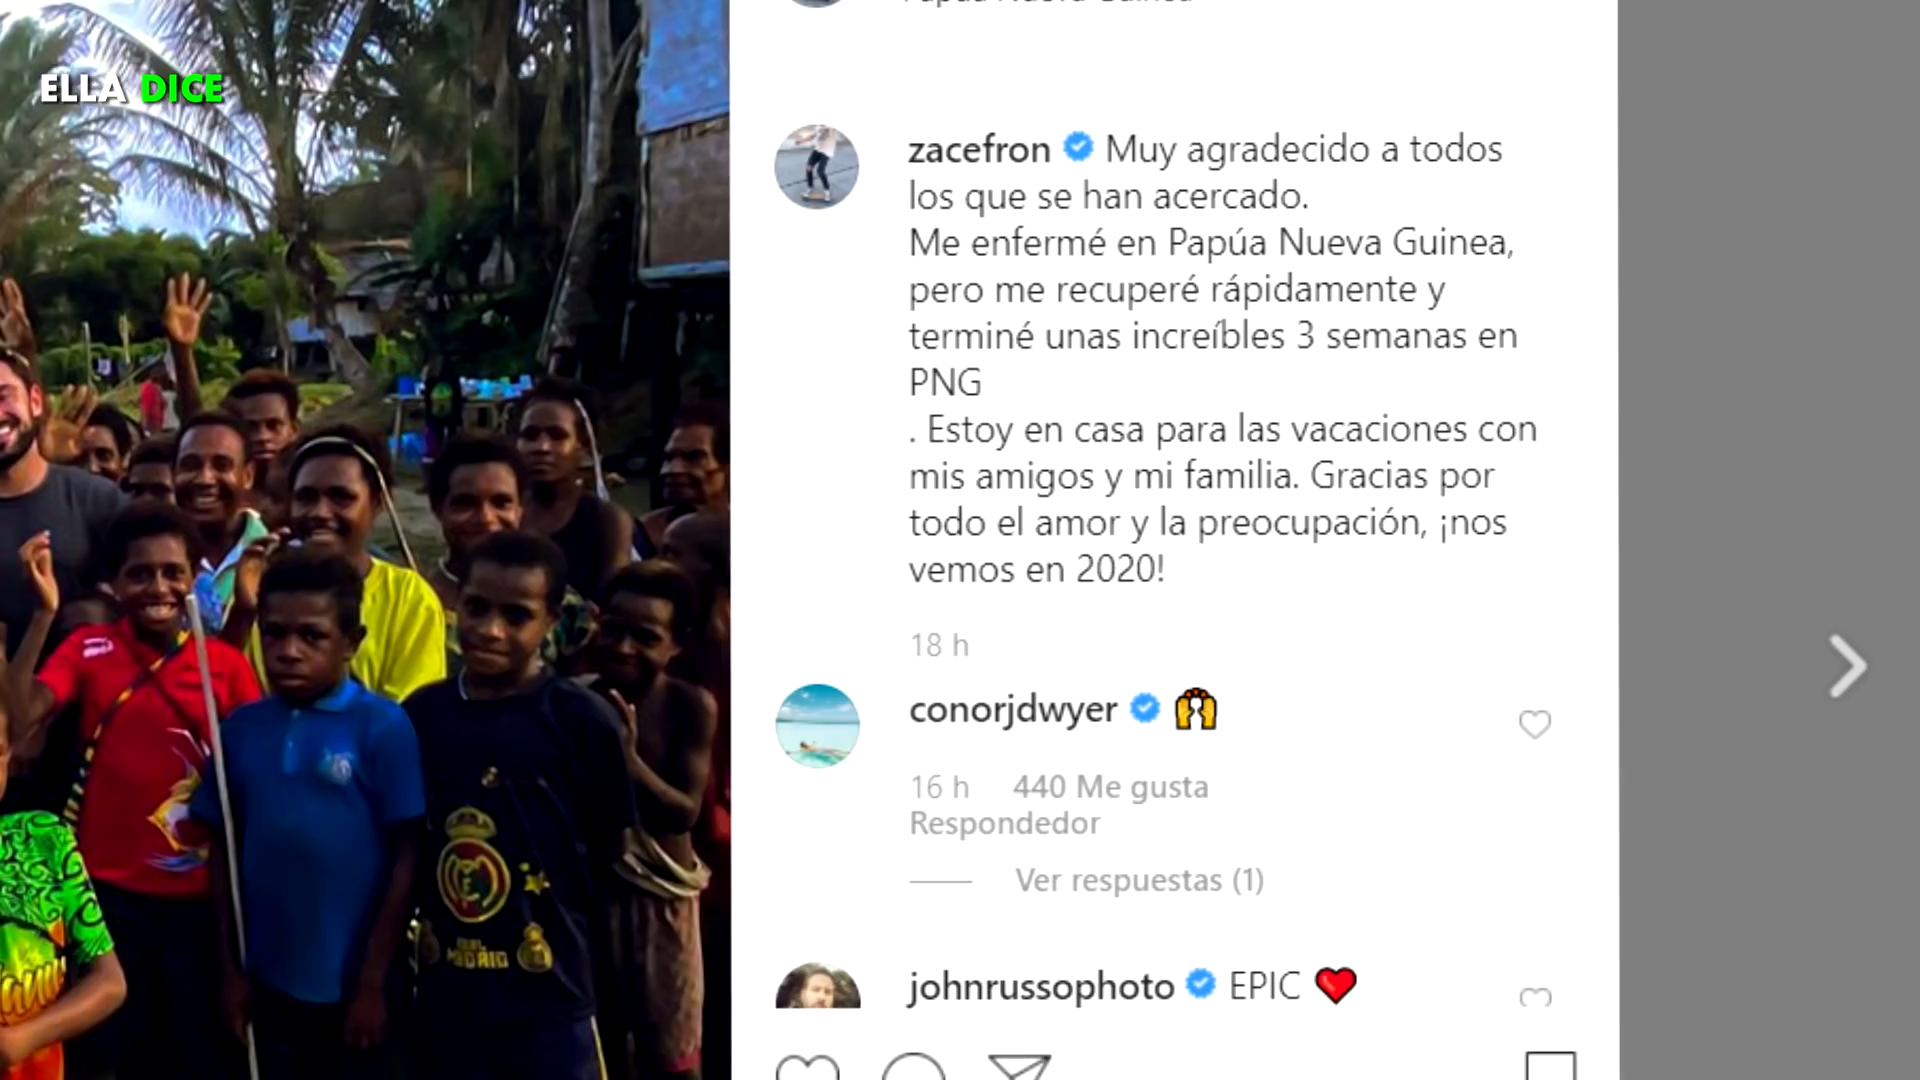 ELLA DICE
zacefron Muy agradecido a todos
los que se han acercado.
Me enfermé en Papúa Nueva Guinea,
pero me recuperé rápidamente y
terminé unas increíbles 3 semanas en
PNG
. Estoy en casa para las vacaciones con
mis amigos y mi familia. Gracias por
todo el amor y la preocupación, ¡nos
vemos en 2020!
18 h
conorjdwyer
16 h 440 Me gusta
Respondedor
Ver respuestas (1)
johnrussophoto EPIC